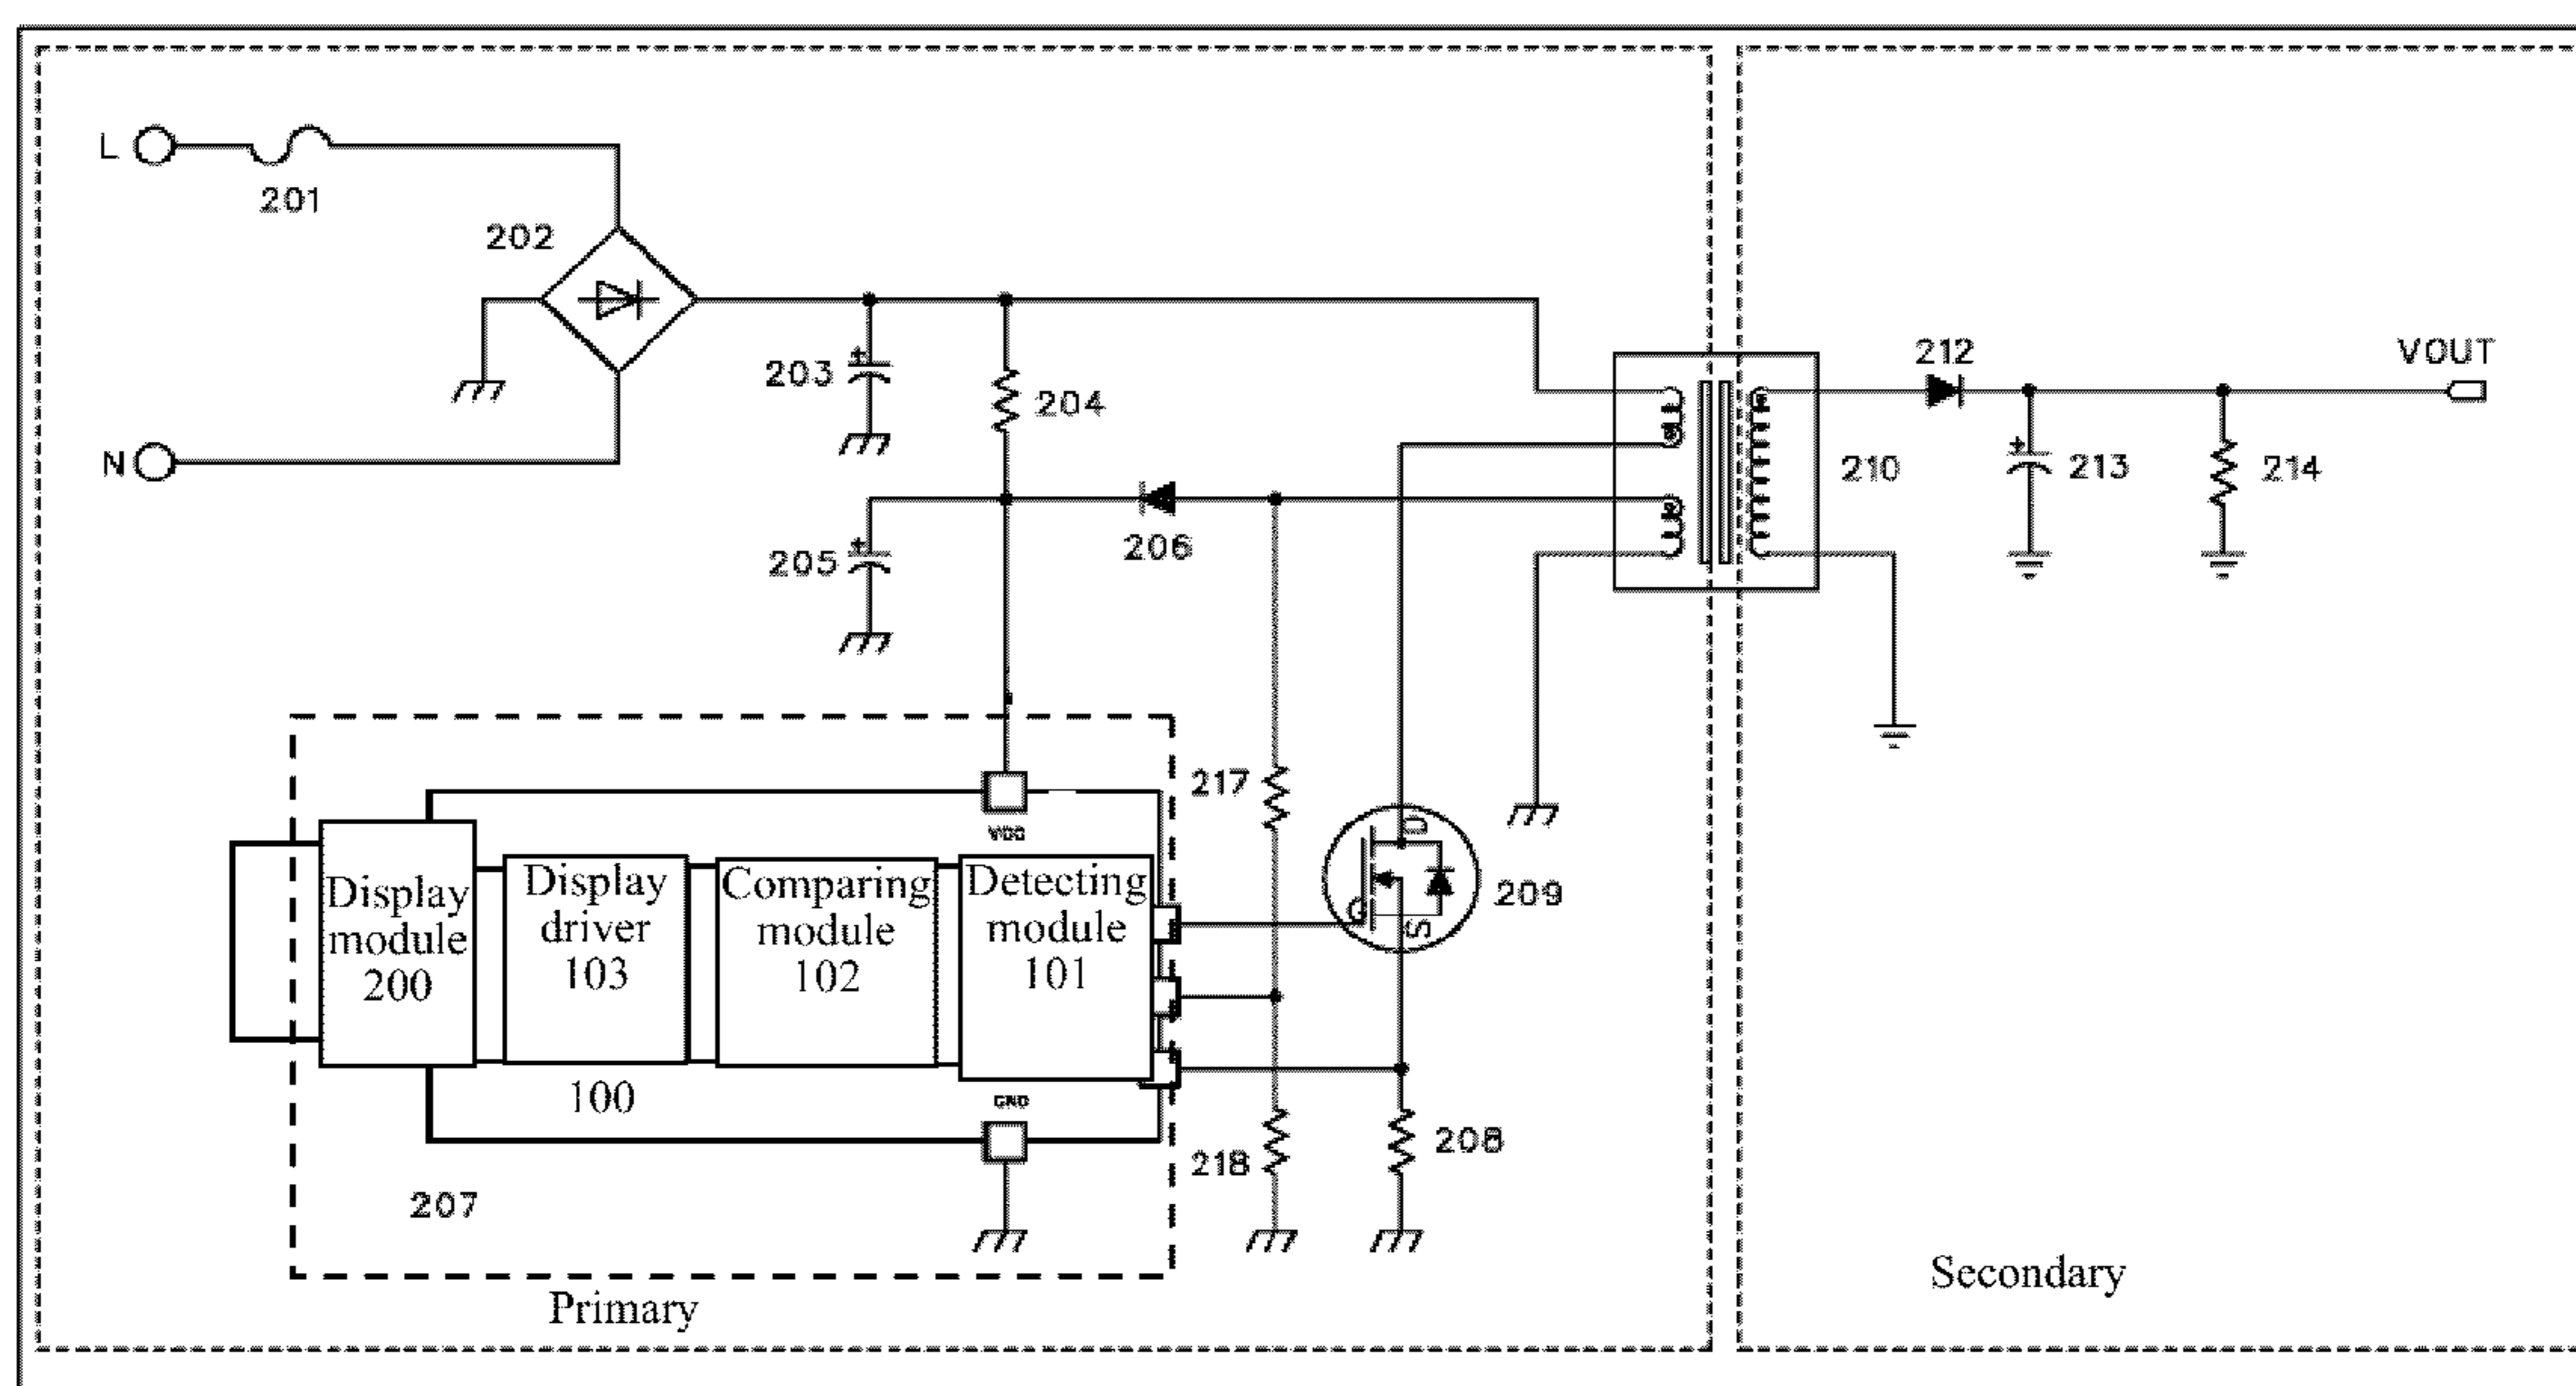 L
201
202
203
204
N
205
206
VOUT
212
210
213
214
217
VDD
D
G
S
209
Display
module
200
Display
driver
103
Comparing
module
102
Detecting
module
101
100
GND
218
208
207
Primary
Secondary